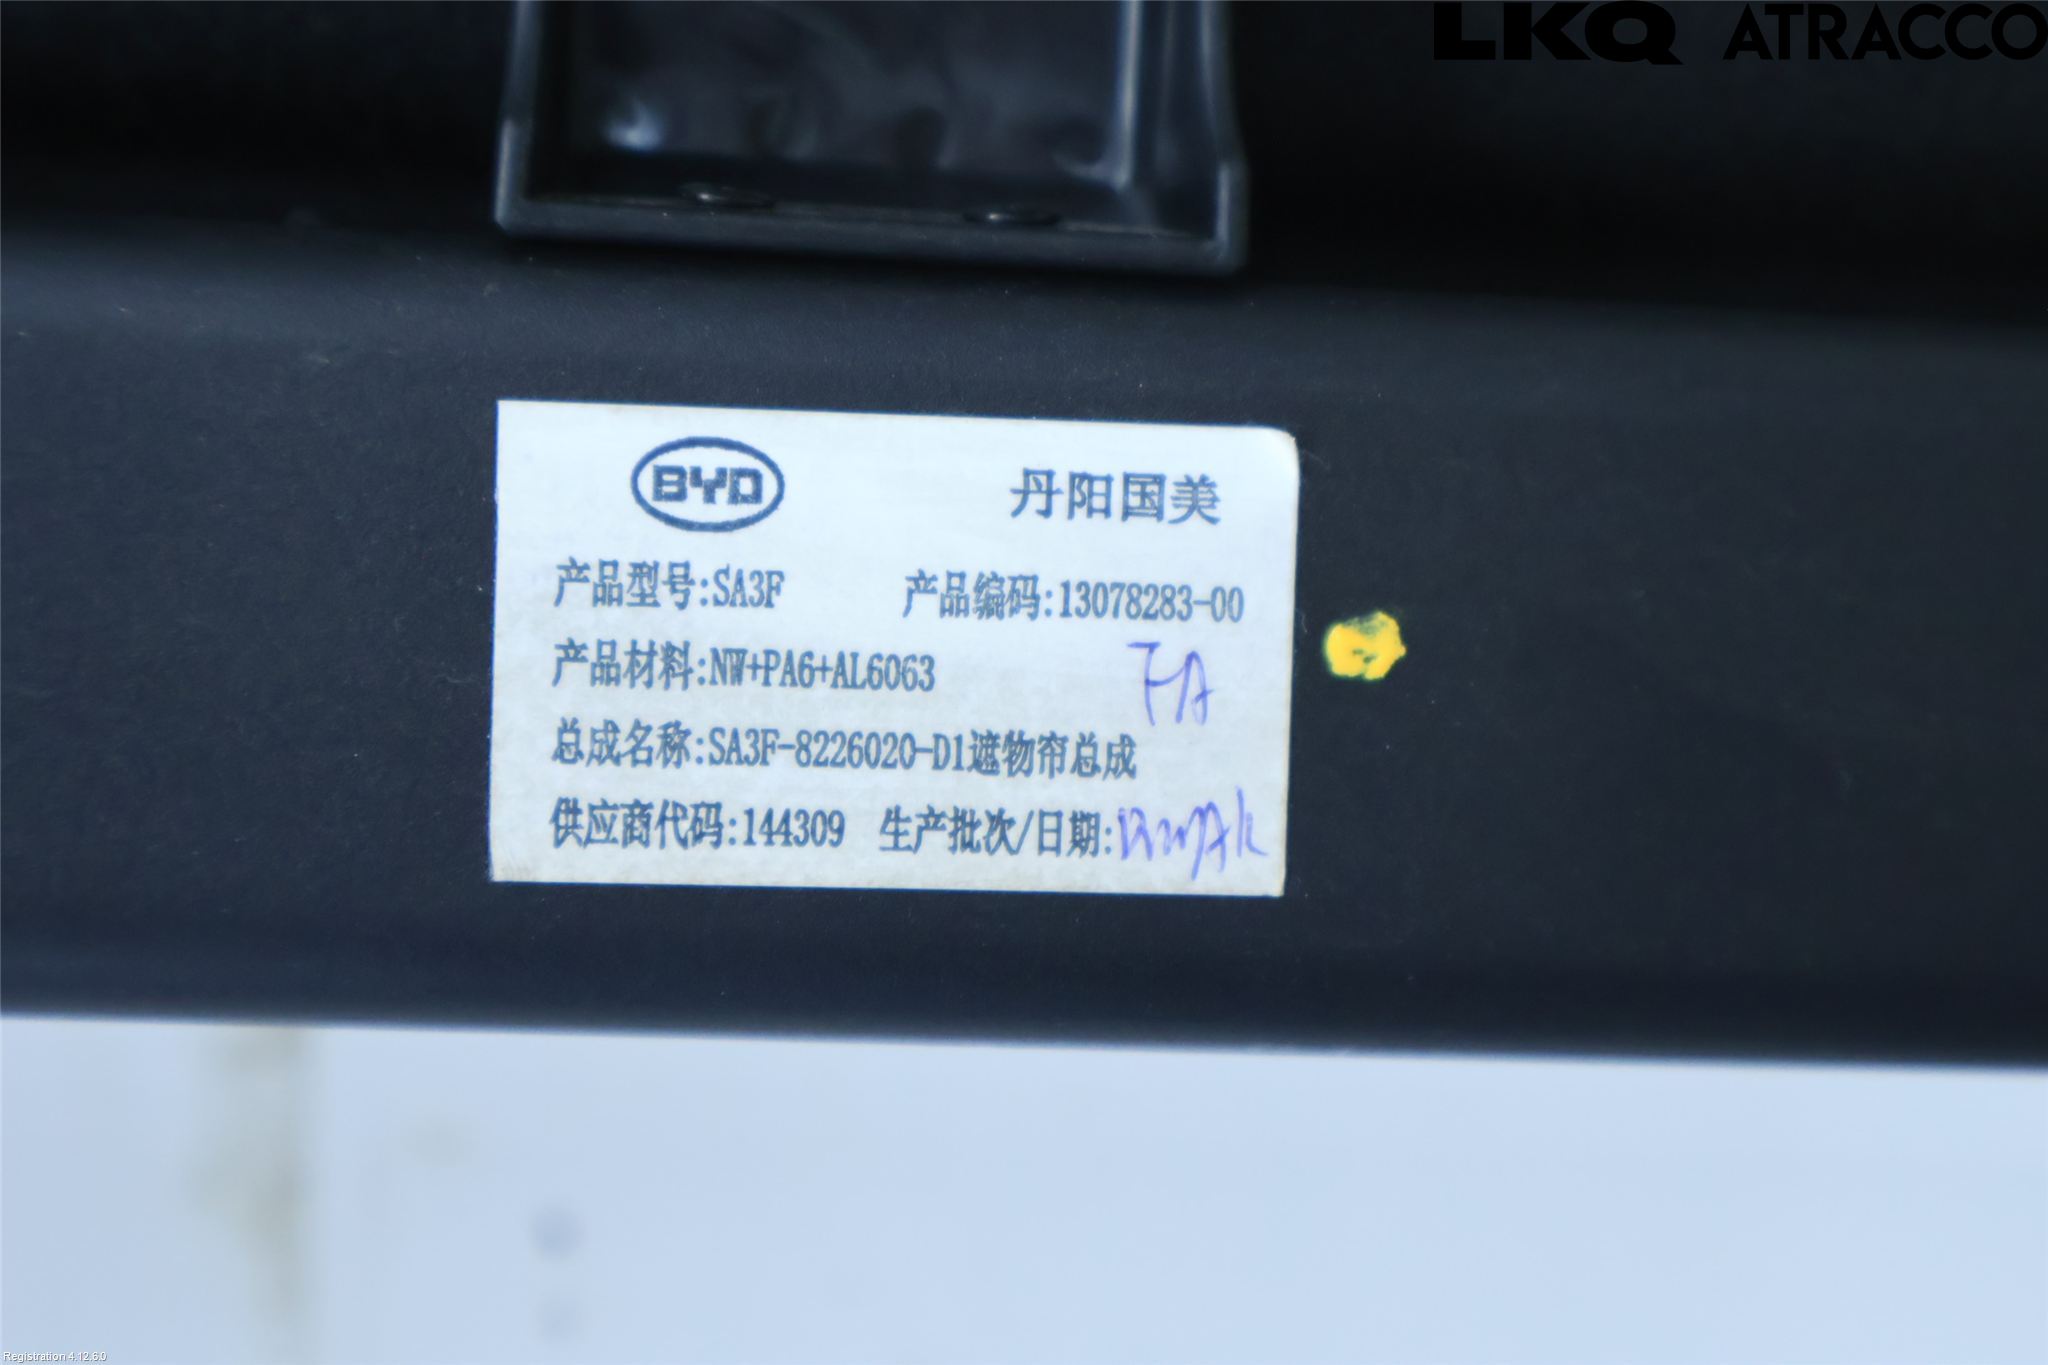 LKQ ATRACCO
BYD 丹阳国美
产品型号:SA3F 产品编码:13078283-00
产品材料:NW+PA6+AL6063
FA
总成名称:SA3F-8226020-D1遮物帘总成
供应商代码:144309 生产批次/日期:
Registration 4.12.6.0